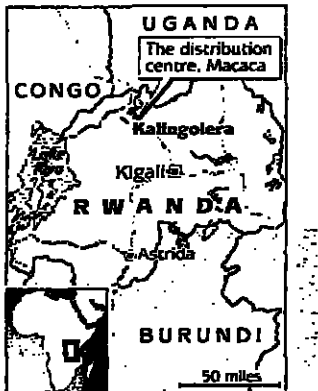 UGANDA
The distribution
centre, Macaca
CONGO
Kalingolera
Kigali
RWANDA
Astrida
BURUNDI
50 miles